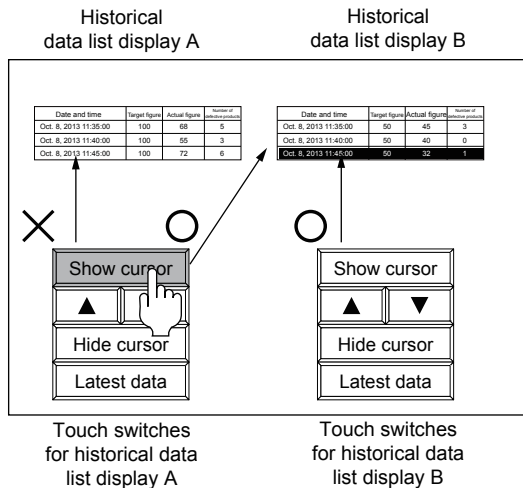 Historical
data list display A
Historical
data list display B
Date and time Target figure Actual figure Number of defective products
Oct. 8, 2013 11:35:00 100 68 5
Oct. 8, 2013 11:40:00 100 55 3
Oct. 8, 2013 11:45:00 100 72 6
Date and time Target figure Actual figure Number of defective products
Oct. 8, 2013 11:35:00 50 45 3
Oct. 8, 2013 11:40:00 50 40 0
Oct. 8, 2013 11:45:00 50 32 1
Show cursor
▲
Hide cursor
Latest data
Show cursor
▲ ▼
Hide cursor
Latest data
Touch switches
for historical data
list display A
Touch switches
for historical data
list display B